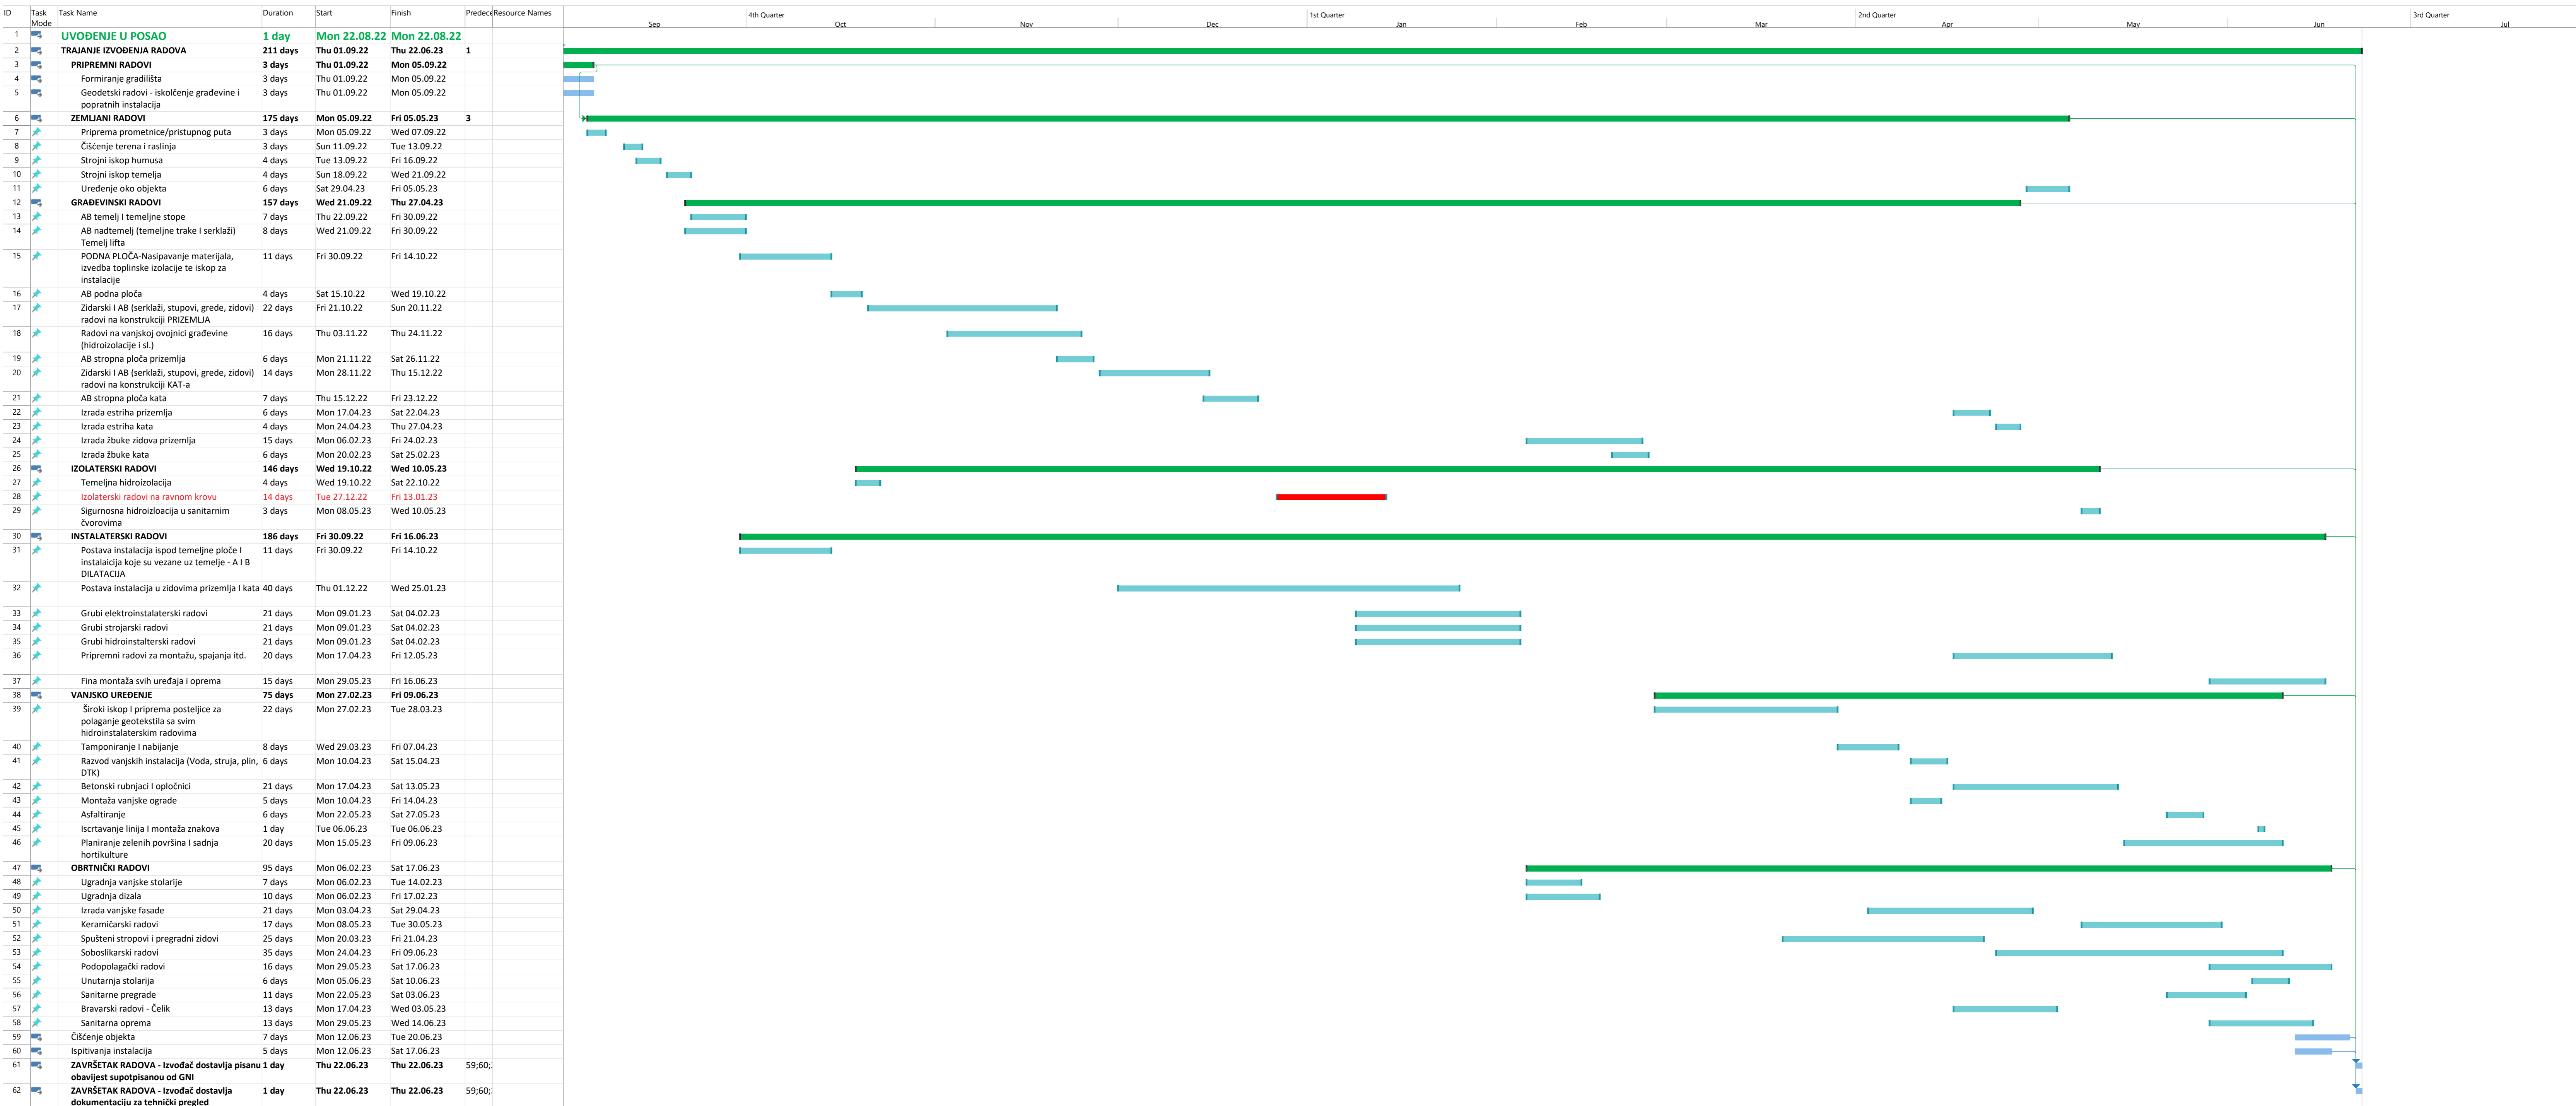 ID Task Mode Task Name Duration Start Finish Predece Resource Names
4th Quarter 1st Quarter 2nd Quarter 3rd Quarter
Sep Oct Nov Dec Jan Feb Mar Apr May Jun Jul
1 UVOĐENJE U POSAO 1 day Mon 22.08.22 Mon 22.08.22
2 TRAJANJE IZVOĐENJA RADOVA 211 days Thu 01.09.22 Thu 22.06.23 1
3 PRIPREMNI RADOVI 3 days Thu 01.09.22 Mon 05.09.22
4 Formiranje gradilišta 3 days Thu 01.09.22 Mon 05.09.22
5 Geodetski radovi - iskolčenje građevine i 3 days Thu 01.09.22 Mon 05.09.22
popratnih instalacija
6 ZEMLJANI RADOVI 175 days Mon 05.09.22 Fri 05.05.23 3
7 Priprema prometnice/pristupnog puta 3 days Mon 05.09.22 Wed 07.09.22
8 Čišćenje terena i raslinja 3 days Sun 11.09.22 Tue 13.09.22
9 Strojni iskop humusa 4 days Tue 13.09.22 Fri 16.09.22
10 Strojni iskop temelja 4 days Sun 18.09.22 Wed 21.09.22
11 Uređenje oko objekta 6 days Sat 29.04.23 Fri 05.05.23
12 GRAĐEVINSKI RADOVI 157 days Wed 21.09.22 Thu 27.04.23
13 AB temelj I temeljne stope 7 days Thu 22.09.22 Fri 30.09.22
14 AB nadtemelj (temeljne trake I serklaži) 8 days Wed 21.09.22 Fri 30.09.22
Temelj lifta
15 PODNA PLOČA-Nasipavanje materijala, 11 days Fri 30.09.22 Fri 14.10.22
izvedba toplinske izolacije te iskop za
instalacije
16 AB podna ploča 4 days Sat 15.10.22 Wed 19.10.22
17 Zidarski I AB (serklaži, stupovi, grede, zidovi) 22 days Fri 21.10.22 Sun 20.11.22
radovi na konstrukciji PRIZEMLJA
18 Radovi na vanjskoj ovojnici građevine 16 days Thu 03.11.22 Thu 24.11.22
(hidroizolacije i sl.)
19 AB stropna ploča prizemlja 6 days Mon 21.11.22 Sat 26.11.22
20 Zidarski I AB (serklaži, stupovi, grede, zidovi) 14 days Mon 28.11.22 Thu 15.12.22
radovi na konstrukciji KAT-a
21 AB stropna ploča kata 7 days Thu 15.12.22 Fri 23.12.22
22 Izrada estriha prizemlja 6 days Mon 17.04.23 Sat 22.04.23
23 Izrada estriha kata 4 days Mon 24.04.23 Thu 27.04.23
24 Izrada žbuke zidova prizemlja 15 days Mon 06.02.23 Fri 24.02.23
25 Izrada žbuke kata 6 days Mon 20.02.23 Sat 25.02.23
26 IZOLATERSKI RADOVI 146 days Wed 19.10.22 Wed 10.05.23
27 Temeljna hidroizolacija 4 days Wed 19.10.22 Sat 22.10.22
28 Izolaterski radovi na ravnom krovu 14 days Tue 27.12.22 Fri 13.01.23
29 Sigurnosna hidroizloacija u sanitarnim 3 days Mon 08.05.23 Wed 10.05.23
čvorovima
30 INSTALATERSKI RADOVI 186 days Fri 30.09.22 Fri 16.06.23
31 Postava instalacija ispod temeljne ploče I 11 days Fri 30.09.22 Fri 14.10.22
instalaicija koje su vezane uz temelje - A I B
DILATACIJA
32 Postava instalacija u zidovima prizemlja I kata 40 days Thu 01.12.22 Wed 25.01.23
33 Grubi elektroinstalaterski radovi 21 days Mon 09.01.23 Sat 04.02.23
34 Grubi strojarski radovi 21 days Mon 09.01.23 Sat 04.02.23
35 Grubi hidroinstalterski radovi 21 days Mon 09.01.23 Sat 04.02.23
36 Pripremni radovi za montažu, spajanja itd. 20 days Mon 17.04.23 Fri 12.05.23
37 Fina montaža svih uređaja i oprema 15 days Mon 29.05.23 Fri 16.06.23
38 VANJSKO UREĐENJE 75 days Mon 27.02.23 Fri 09.06.23
39 Široki iskop I priprema posteljice za 22 days Mon 27.02.23 Tue 28.03.23
polaganje geotekstila sa svim
hidroinstalaterskim radovima
40 Tamponiranje I nabijanje 8 days Wed 29.03.23 Fri 07.04.23
41 Razvod vanjskih instalacija (Voda, struja, plin, 6 days Mon 10.04.23 Sat 15.04.23
DTK)
42 Betonski rubnjaci I opločnici 21 days Mon 17.04.23 Sat 13.05.23
43 Montaža vanjske ograde 5 days Mon 10.04.23 Fri 14.04.23
44 Asfaltiranje 6 days Mon 22.05.23 Sat 27.05.23
45 Iscrtavanje linija I montaža znakova 1 day Tue 06.06.23 Tue 06.06.23
46 Planiranje zelenih površina I sadnja 20 days Mon 15.05.23 Fri 09.06.23
hortikulture
47 OBRTNIČKI RADOVI 95 days Mon 06.02.23 Sat 17.06.23
48 Ugradnja vanjske stolarije 7 days Mon 06.02.23 Tue 14.02.23
49 Ugradnja dizala 10 days Mon 06.02.23 Fri 17.02.23
50 Izrada vanjske fasade 21 days Mon 03.04.23 Sat 29.04.23
51 Keramičarski radovi 17 days Mon 08.05.23 Tue 30.05.23
52 Spušteni stropovi i pregradni zidovi 25 days Mon 20.03.23 Fri 21.04.23
53 Soboslikarski radovi 35 days Mon 24.04.23 Fri 09.06.23
54 Podopolagački radovi 16 days Mon 29.05.23 Sat 17.06.23
55 Unutarnja stolarija 6 days Mon 05.06.23 Sat 10.06.23
56 Sanitarne pregrade 11 days Mon 22.05.23 Sat 03.06.23
57 Bravarski radovi - Čelik 13 days Mon 17.04.23 Wed 03.05.23
58 Sanitarna oprema 13 days Mon 29.05.23 Wed 14.06.23
59 Čišćenje objekta 7 days Mon 12.06.23 Tue 20.06.23
60 Ispitivanja instalacija 5 days Mon 12.06.23 Sat 17.06.23
61 ZAVRŠETAK RADOVA - Izvođač dostavlja pisanu 1 day Thu 22.06.23 Thu 22.06.23 59;60;
obavijest supotpisanou od GNI
62 ZAVRŠETAK RADOVA - Izvođač dostavlja 1 day Thu 22.06.23 Thu 22.06.23 59;60;
dokumentaciju za tehnički pregled